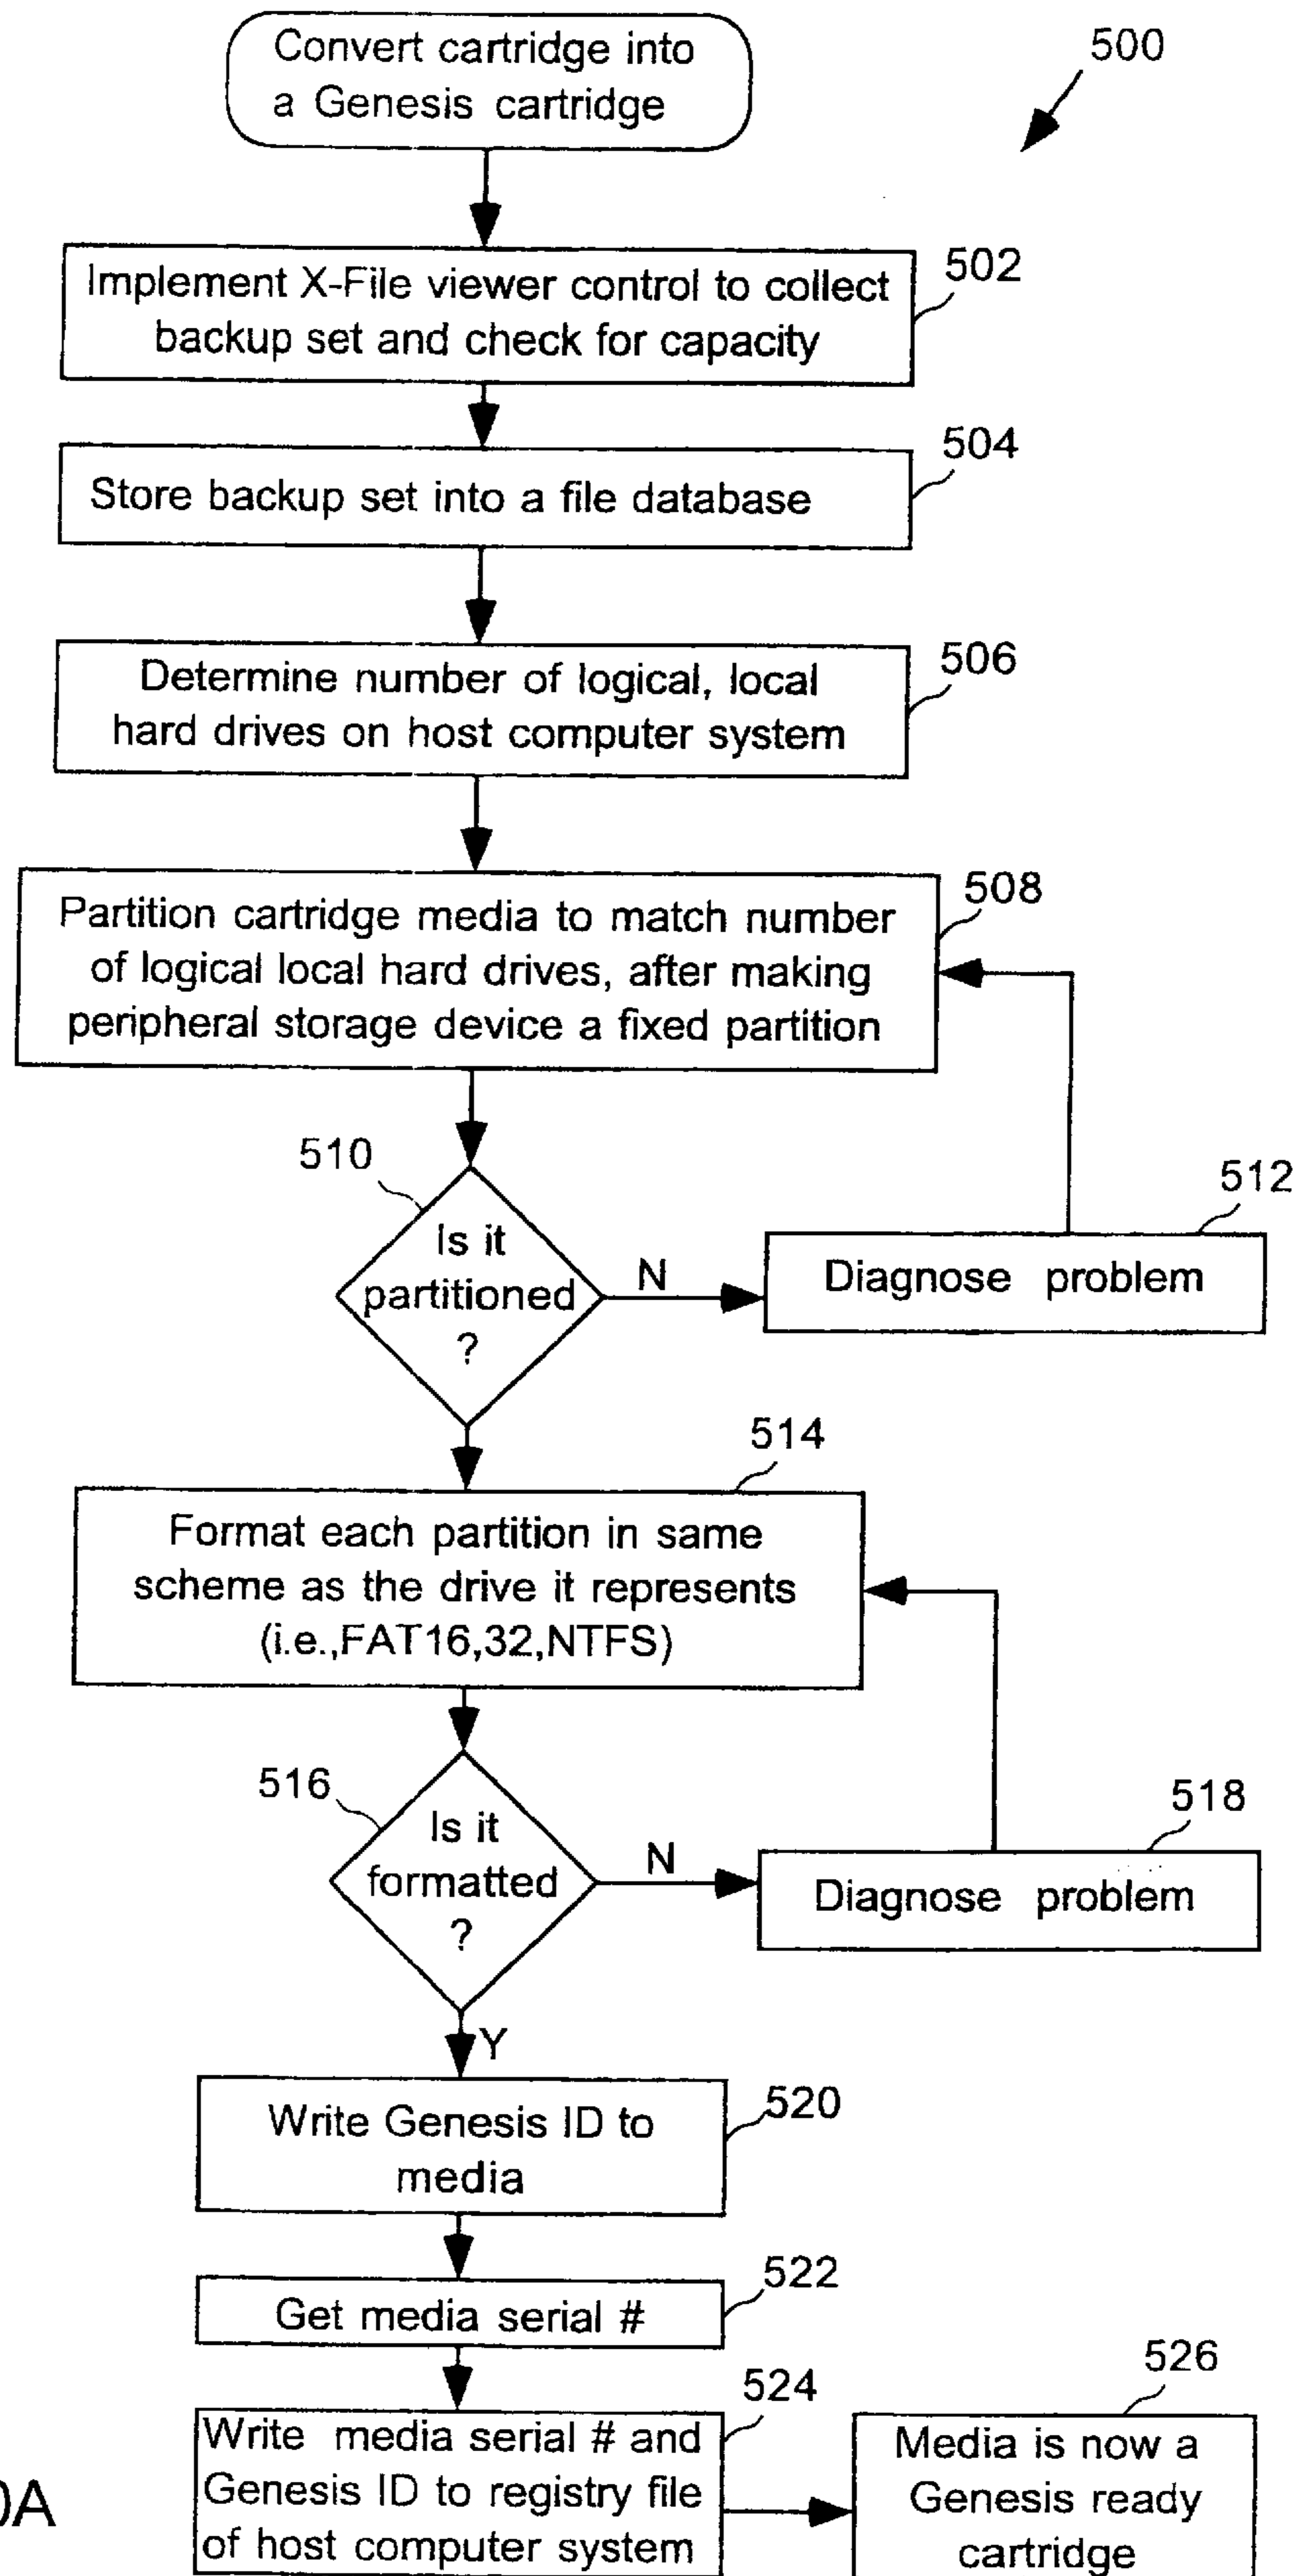 Convert cartridge into
a Genesis cartridge
500
Implement X-File viewer control to collect
backup set and check for capacity
502
Store backup set into a file database
504
Determine number of logical, local
hard drives on host computer system
506
Partition cartridge media to match number
of logical local hard drives, after making
peripheral storage device a fixed partition
508
510
Is it
partitioned
?
N
512
Diagnose problem
514
Format each partition in same
scheme as the drive it represents
(i.e.,FAT16,32,NTFS)
516
Is it
formatted
?
N
518
Diagnose problem
Y
Write Genesis ID to
media
520
Get media serial #
522
Write media serial # and
Genesis ID to registry file
of host computer system
524
526
Media is now a
Genesis ready
cartridge
0A